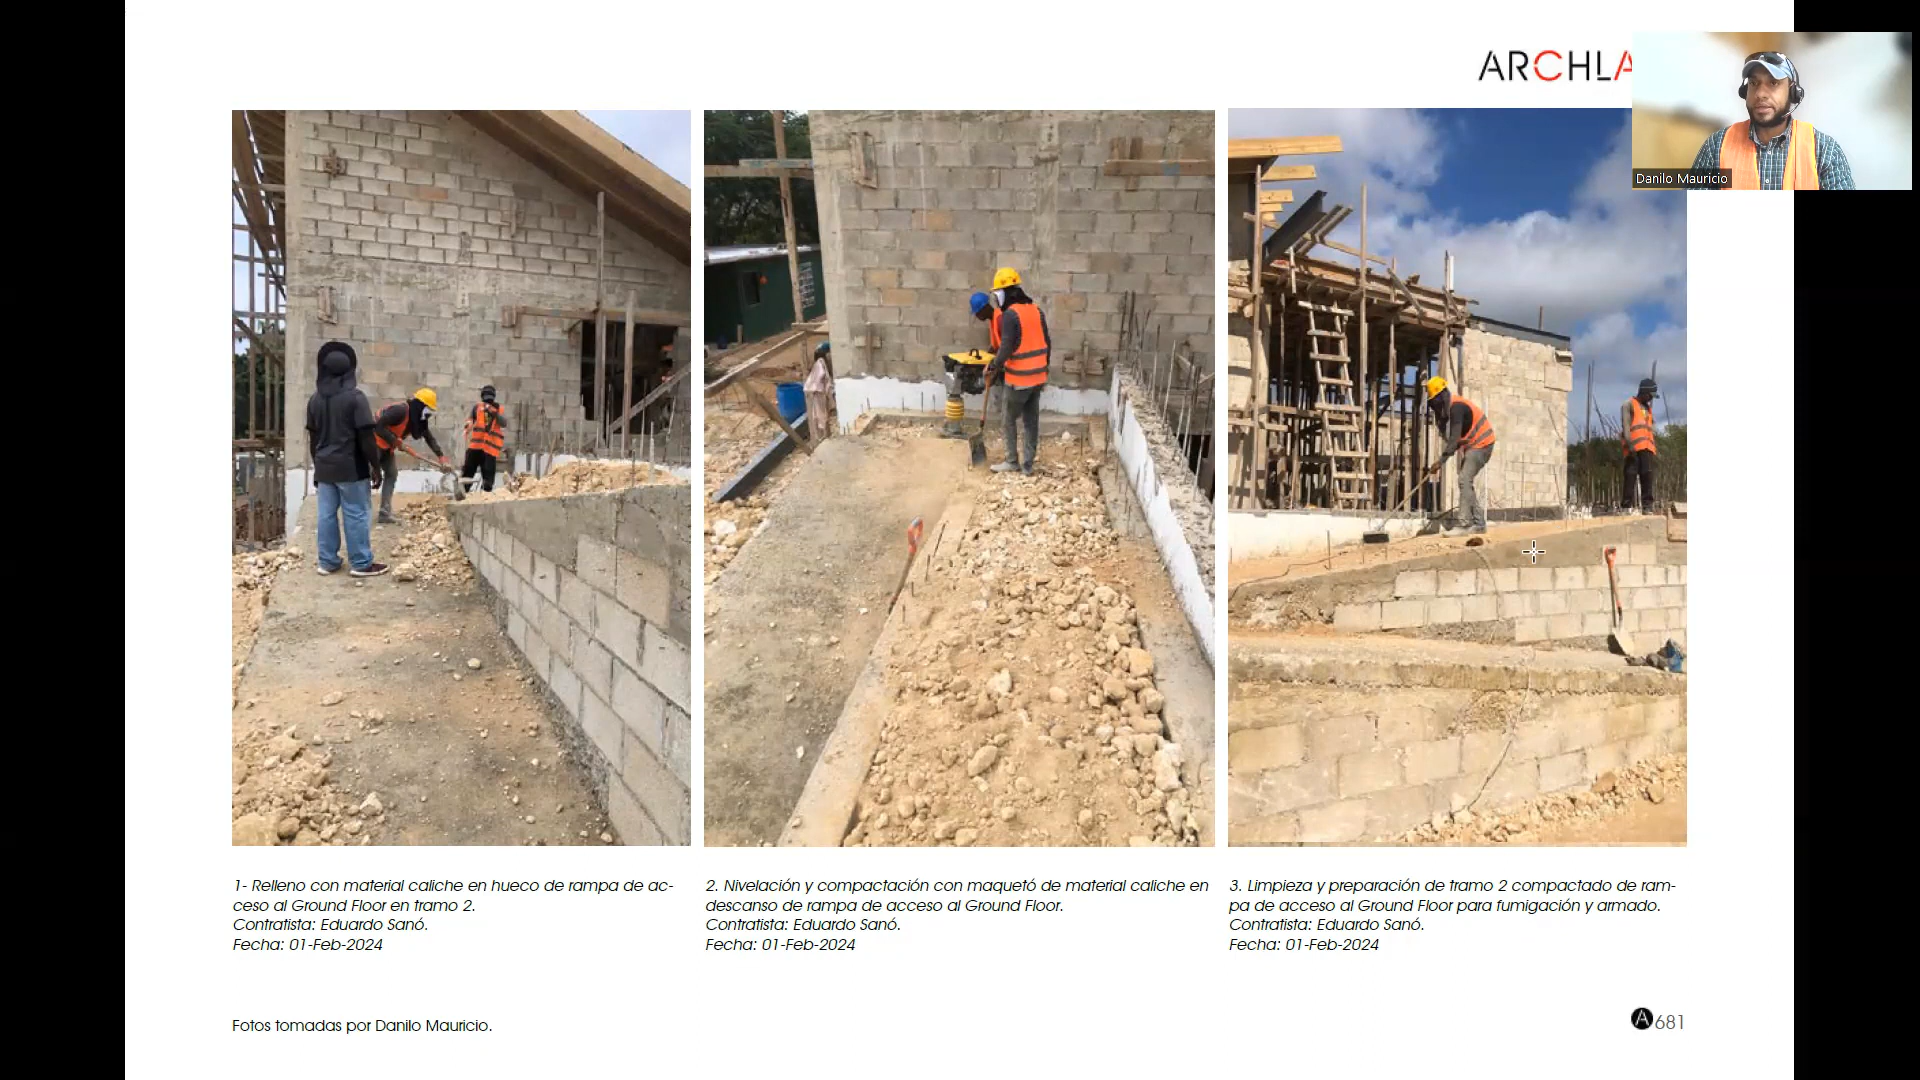 ARCHLA
Danilo Mauricio
1- Relleno con material caliche en hueco de rampa de ac-
ceso al Ground Floor en tramo 2.
Contratista: Eduardo Sanó.
Fecha: 01-Feb-2024
2. Nivelación y compactación con maquetó de material caliche en
descanso de rampa de acceso al Ground Floor.
Contratista: Eduardo Sanó.
Fecha: 01-Feb-2024
3. Limpieza y preparación de tramo 2 compactado de ram-
pa de acceso al Ground Floor para fumigación y armado.
Contratista: Eduardo Sanó.
Fecha: 01-Feb-2024
Fotos tomadas por Danilo Mauricio.
A 681